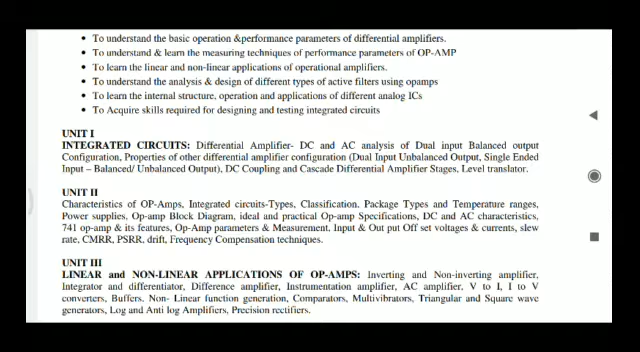 • To understand the basic operation &performance parameters of differential amplifiers.
• To understand & learn the measuring techniques of performance parameters of OP-AMP
• To learn the linear and non-linear applications of operational amplifiers.
• To understand the analysis & design of different types of active filters using opamps
• To learn the internal structure, operation and applications of different analog ICs
• To Acquire skills required for designing and testing integrated circuits
UNIT I
INTEGRATED CIRCUITS: Differential Amplifier- DC and AC analysis of Dual input Balanced output
Configuration, Properties of other differential amplifier configuration (Dual Input Unbalanced Output, Single Ended
Input – Balanced/ Unbalanced Output), DC Coupling and Cascade Differential Amplifier Stages, Level translator.
UNIT II
Characteristics of OP-Amps, Integrated circuits-Types, Classification, Package Types and Temperature ranges,
Power supplies, Op-amp Block Diagram, ideal and practical Op-amp Specifications, DC and AC characteristics,
741 op-amp & its features, Op-Amp parameters & Measurement, Input & Out put Off set voltages & currents, slew
rate, CMRR, PSRR, drift, Frequency Compensation techniques.
UNIT III
LINEAR and NON-LINEAR APPLICATIONS OF OP-AMPS: Inverting and Non-inverting amplifier,
Integrator and differentiator, Difference amplifier, Instrumentation amplifier, AC amplifier, V to I, I to V
converters, Buffers. Non- Linear function generation, Comparators, Multivibrators, Triangular and Square wave
generators, Log and Anti log Amplifiers, Precision rectifiers.